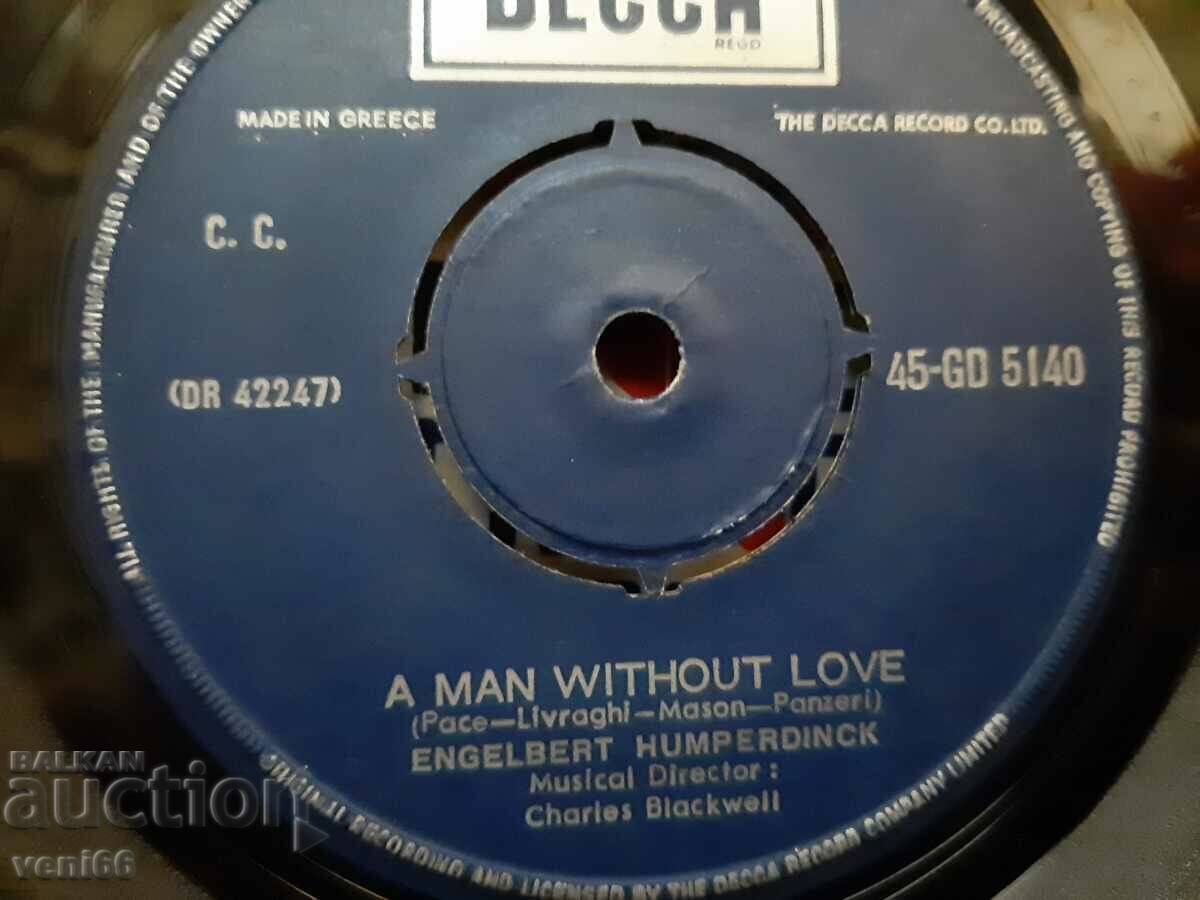 DECCA
REGD
MADE IN GREECE
THE DECCA RECORD CO. LTD.
C. C.
(DR 42247)
45-GD 5140
A MAN WITHOUT LOVE
(Pace—Livraghi—Mason—Panzeri)
ENGELBERT HUMPERDINCK
Musical Director:
Charles Blackwell
ALL RIGHTS OF THE MANUFACTURER AND OF THE OWNER
BROADCASTING AND COPYING OF THIS RECORD PROHIBITED
ORIGINAL RECORDING AND LICENSED BY THE DECCA RECORD COMPANY LIMITED
BALKAN
auction
veni66